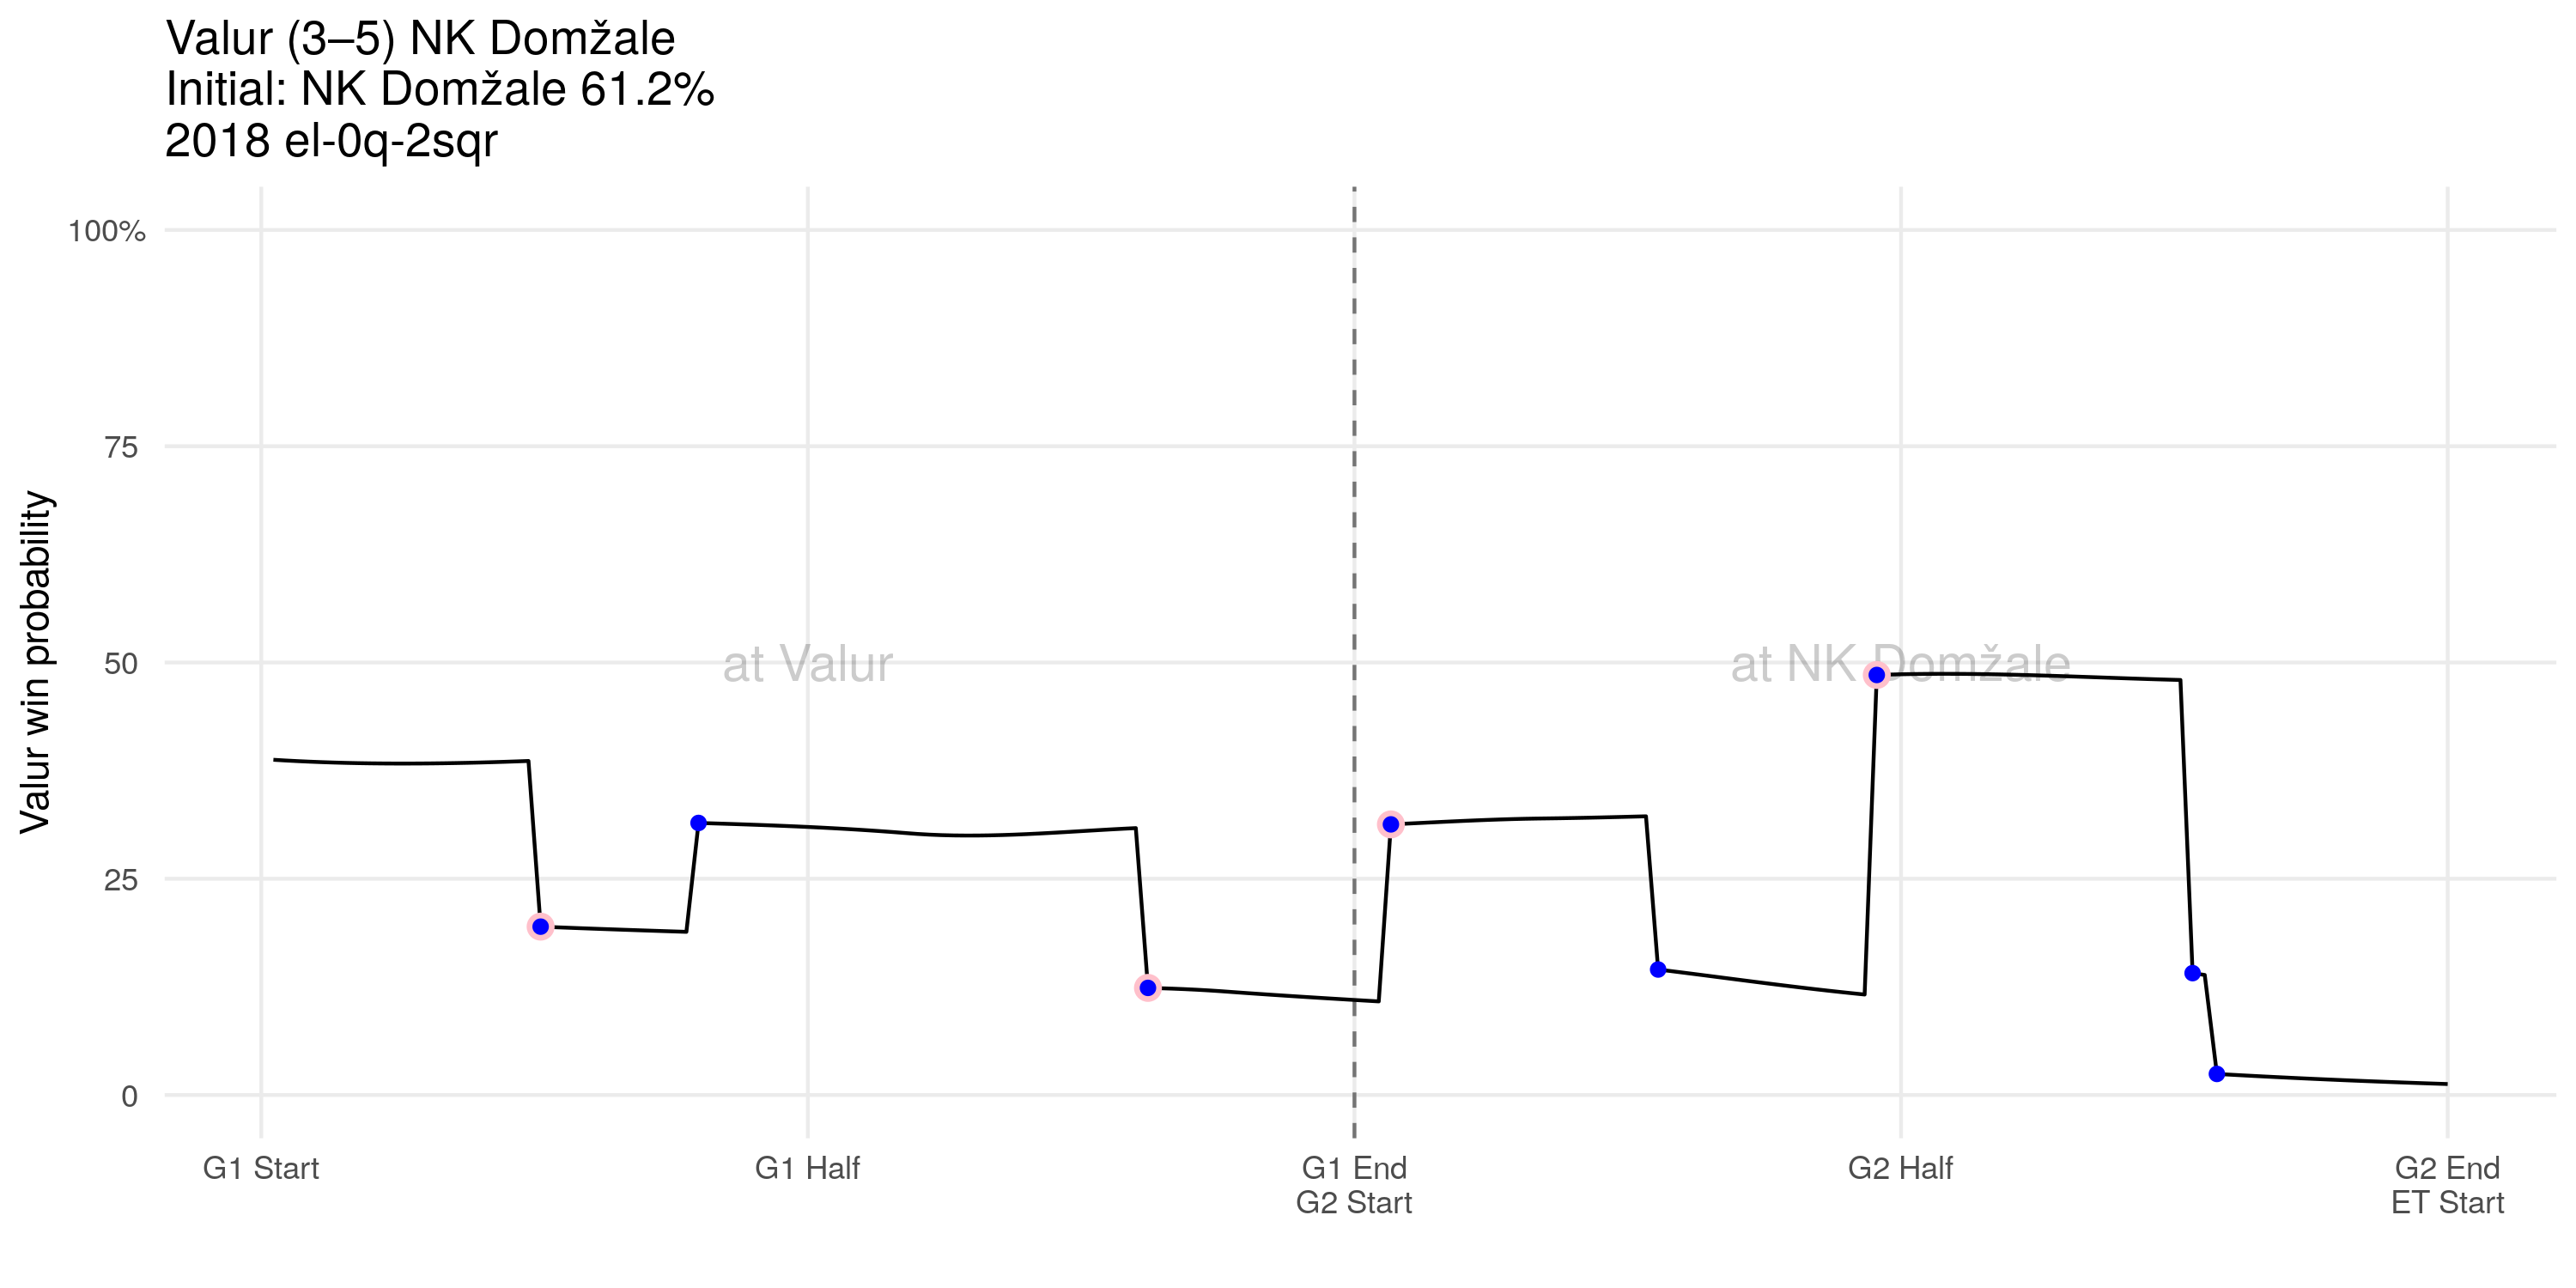 Valur (3–5) NK Domžale
Initial: NK Domžale 61.2%
2018 el-0q-2sqr
Valur win probability
100%
75
50
25
0
at Valur
at NK Domžale
G1 Start
G1 Half
G1 End
G2 Start
G2 Half
G2 End
ET Start